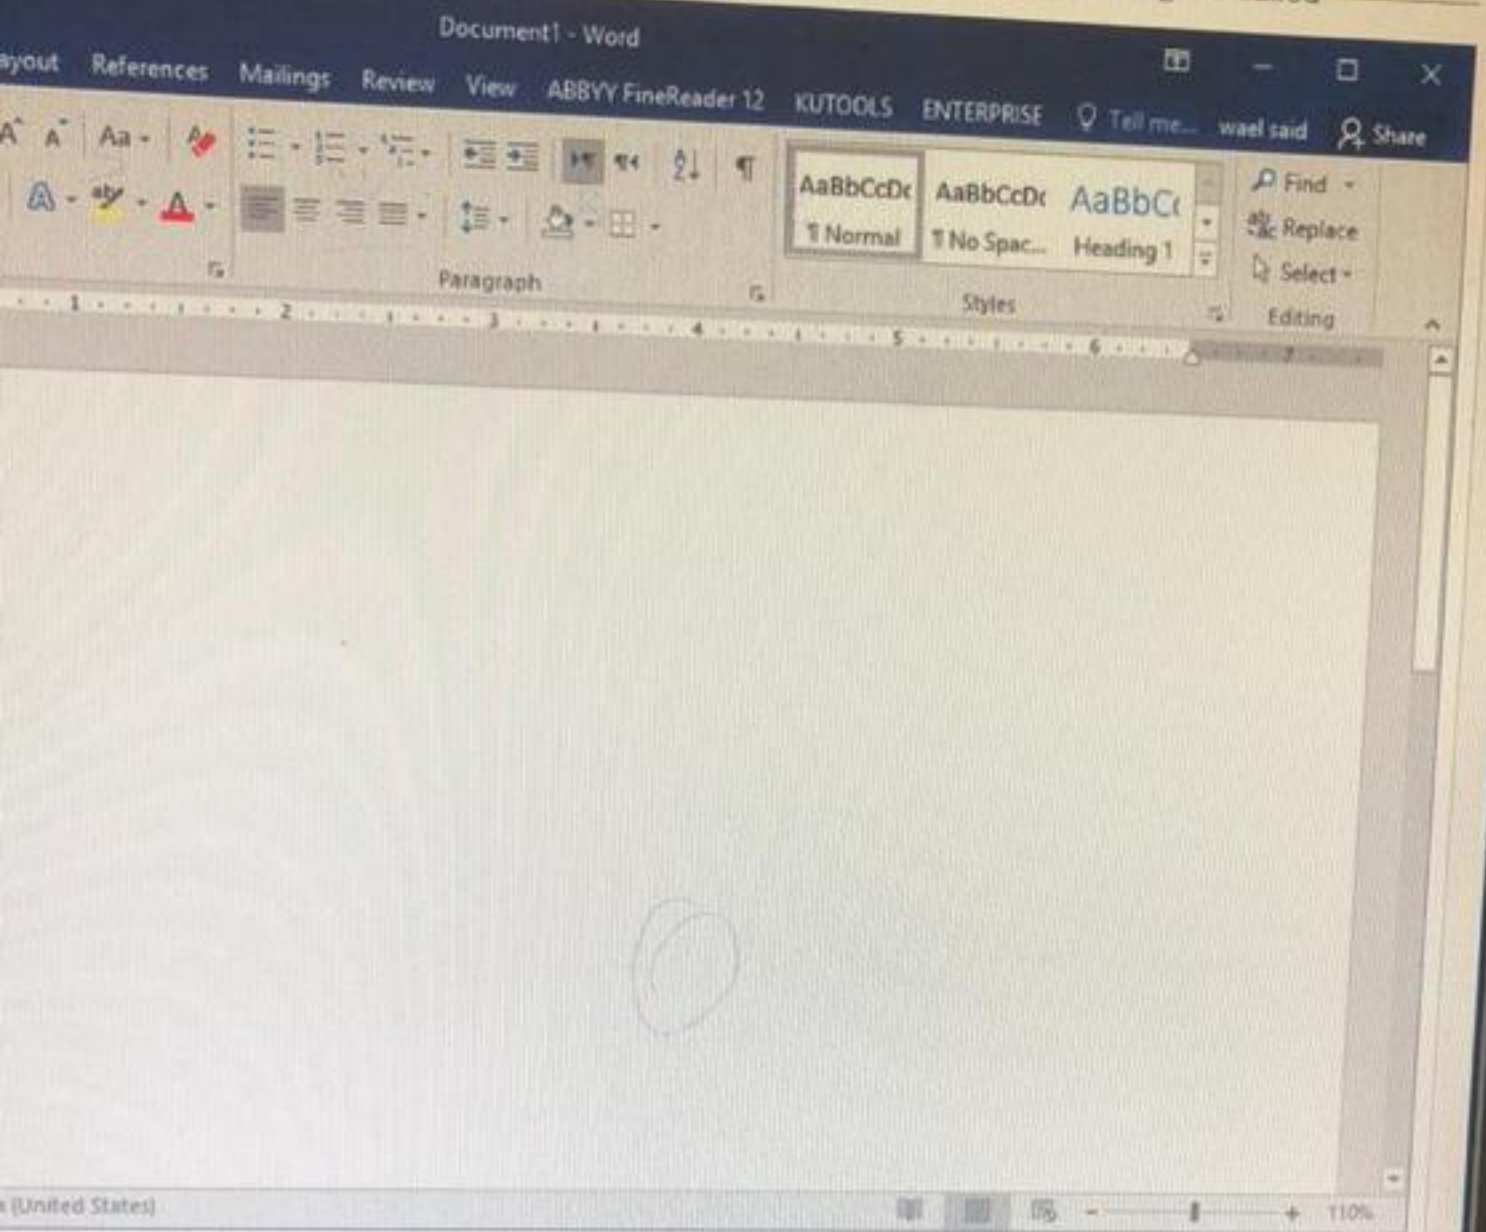 Document1 - Word
ayout References Mailings Review View ABBYY FineReader 12 KUTOOLS ENTERPRISE Tell me... wael said Share
Aa
AaBbCcDc AaBbCcDc AaBbCc
¶ Normal ¶ No Spac... Heading 1
Find
Replace
Select
Paragraph Styles Editing
1 2 3 4 5 6 7
(United States) 110%